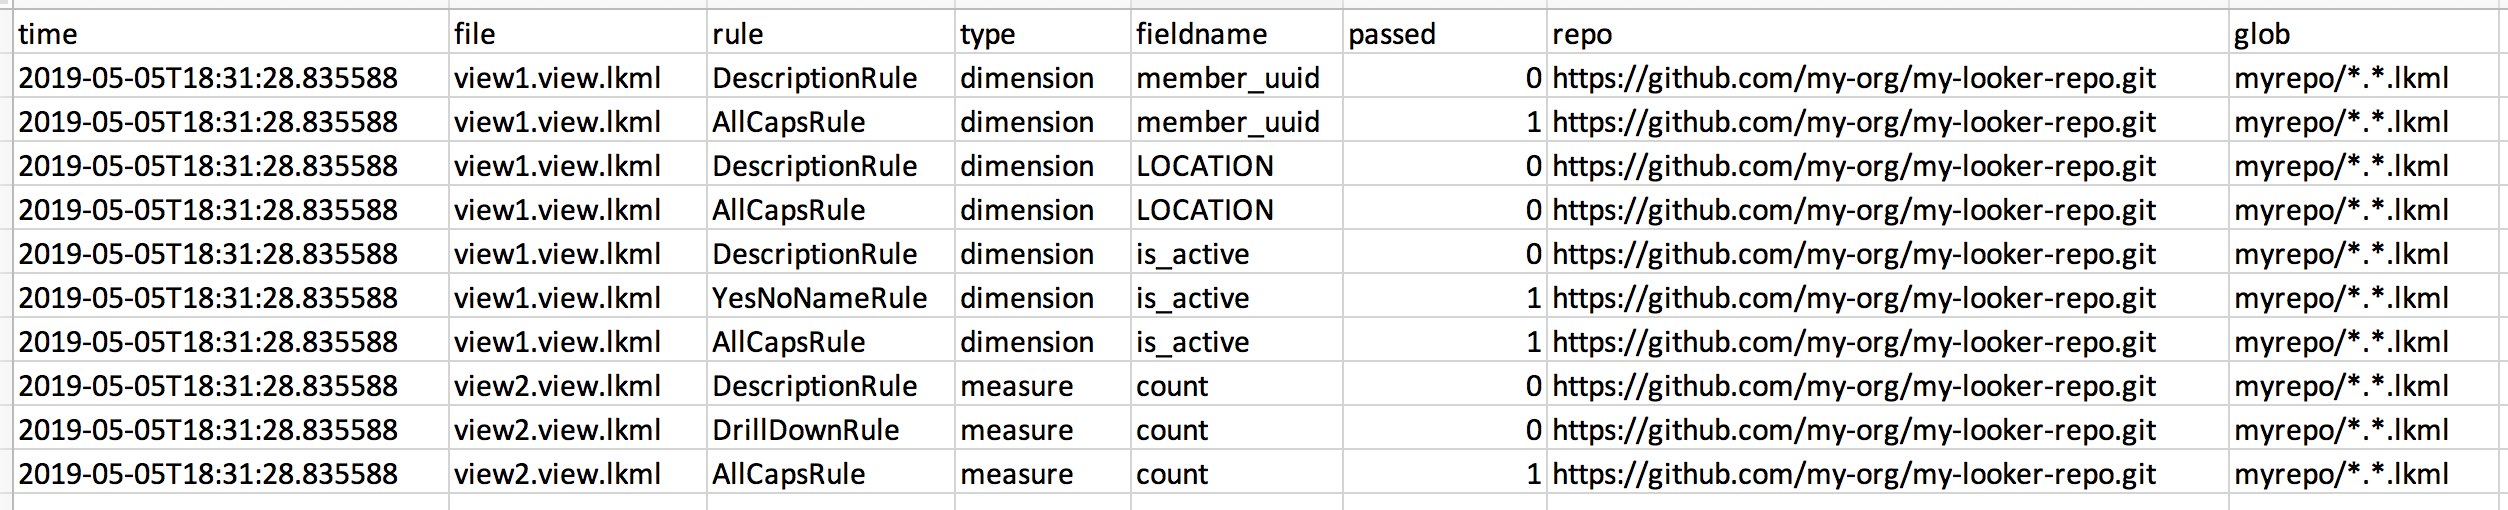 time file rule type fieldname passed repo glob
2019-05-05T18:31:28.835588 view1.view.lkml DescriptionRule dimension member_uuid 0 https://github.com/my-org/my-looker-repo.git myrepo/*.*.lkml
2019-05-05T18:31:28.835588 view1.view.lkml AllCapsRule dimension member_uuid 1 https://github.com/my-org/my-looker-repo.git myrepo/*.*.lkml
2019-05-05T18:31:28.835588 view1.view.lkml DescriptionRule dimension LOCATION 0 https://github.com/my-org/my-looker-repo.git myrepo/*.*.lkml
2019-05-05T18:31:28.835588 view1.view.lkml AllCapsRule dimension LOCATION 0 https://github.com/my-org/my-looker-repo.git myrepo/*.*.lkml
2019-05-05T18:31:28.835588 view1.view.lkml DescriptionRule dimension is_active 0 https://github.com/my-org/my-looker-repo.git myrepo/*.*.lkml
2019-05-05T18:31:28.835588 view1.view.lkml YesNoNameRule dimension is_active 1 https://github.com/my-org/my-looker-repo.git myrepo/*.*.lkml
2019-05-05T18:31:28.835588 view1.view.lkml AllCapsRule dimension is_active 1 https://github.com/my-org/my-looker-repo.git myrepo/*.*.lkml
2019-05-05T18:31:28.835588 view2.view.lkml DescriptionRule measure count 0 https://github.com/my-org/my-looker-repo.git myrepo/*.*.lkml
2019-05-05T18:31:28.835588 view2.view.lkml DrillDownRule measure count 0 https://github.com/my-org/my-looker-repo.git myrepo/*.*.lkml
2019-05-05T18:31:28.835588 view2.view.lkml AllCapsRule measure count 1 https://github.com/my-org/my-looker-repo.git myrepo/*.*.lkml